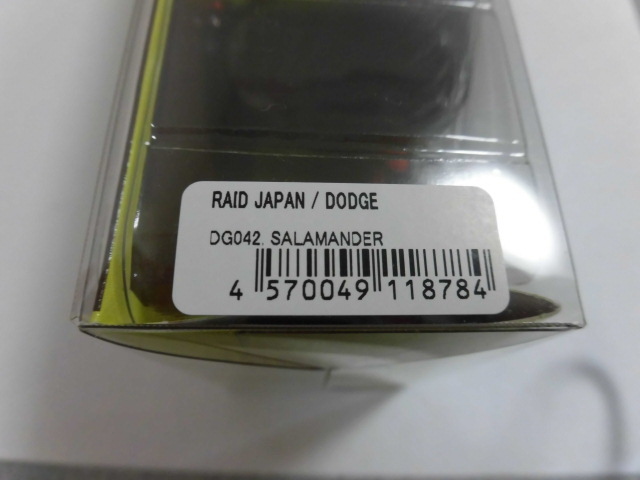 RAID JAPAN / DODGE
DG042. SALAMANDER
4 570049 118784